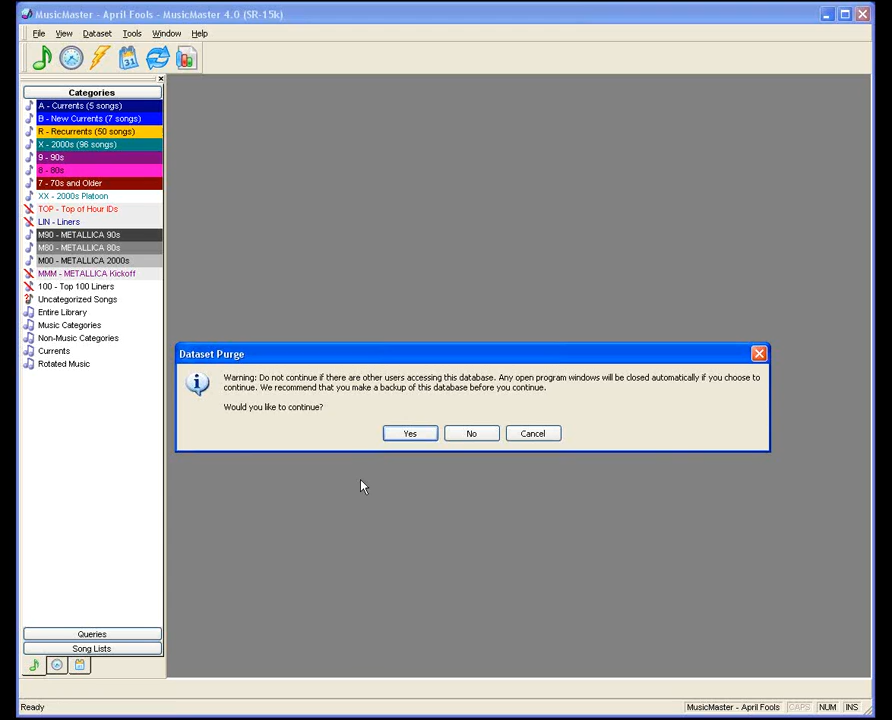 MusicMaster - April Fools - MusicMaster 4.0 (SR-15k)
File View Dataset Tools Window Help
31
Categories
A - Currents (5 songs)
B - New Currents (7 songs)
R - Recurrents (50 songs)
X - 2000s (96 songs)
9 - 90s
8 - 80s
7 - 70s and Older
XX - 2000s Platoon
TOP - Top of Hour IDs
LIN - Liners
M90 - METALLICA 90s
M80 - METALLICA 80s
M00 - METALLICA 2000s
MMM - METALLICA Kickoff
100 - Top 100 Liners
Uncategorized Songs
Entire Library
Music Categories
Non-Music Categories
Currents
Rotated Music
Dataset Purge
Warning: Do not continue if there are other users accessing this database. Any open program windows will be closed automatically if you choose to
continue. We recommend that you make a backup of this database before you continue.
Would you like to continue?
Yes No Cancel
Queries
Song Lists
Ready MusicMaster - April Fools CAPS NUM INS